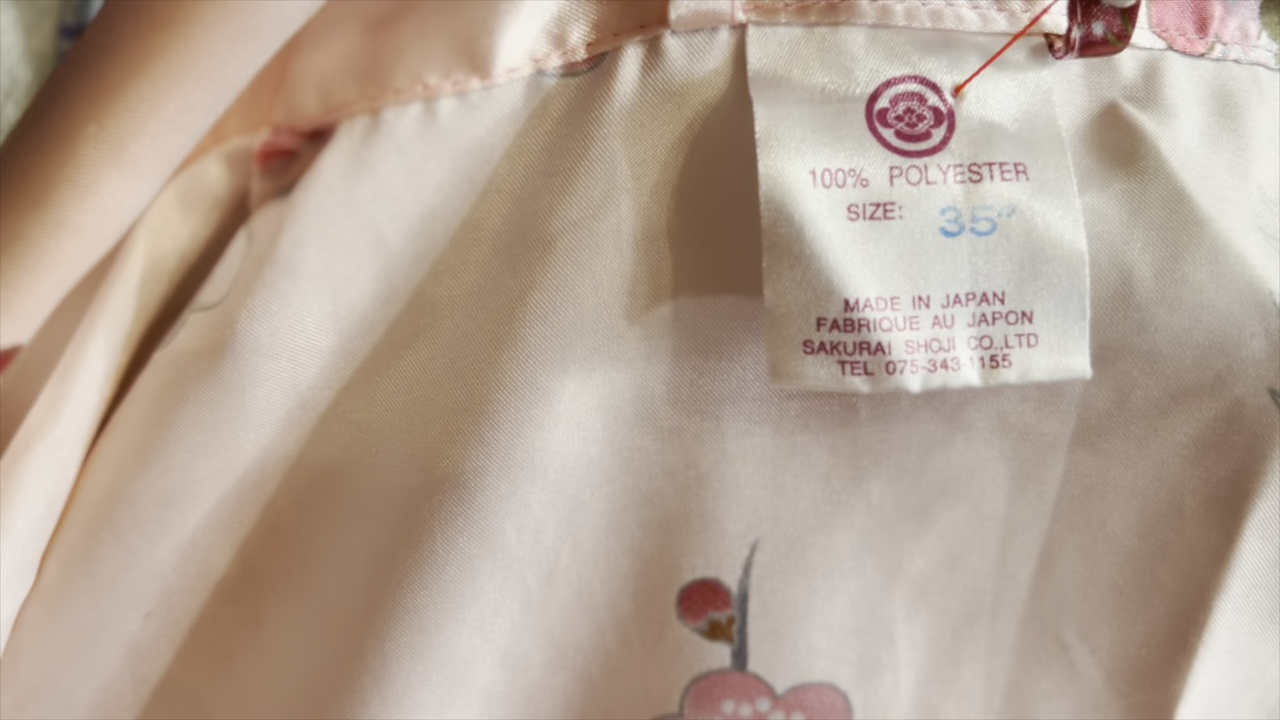 100% POLYESTER
SIZE: 35"
MADE IN JAPAN
FABRIQUE AU JAPON
SAKURAI SHOJI CO.,LTD
TEL 075-343-1155